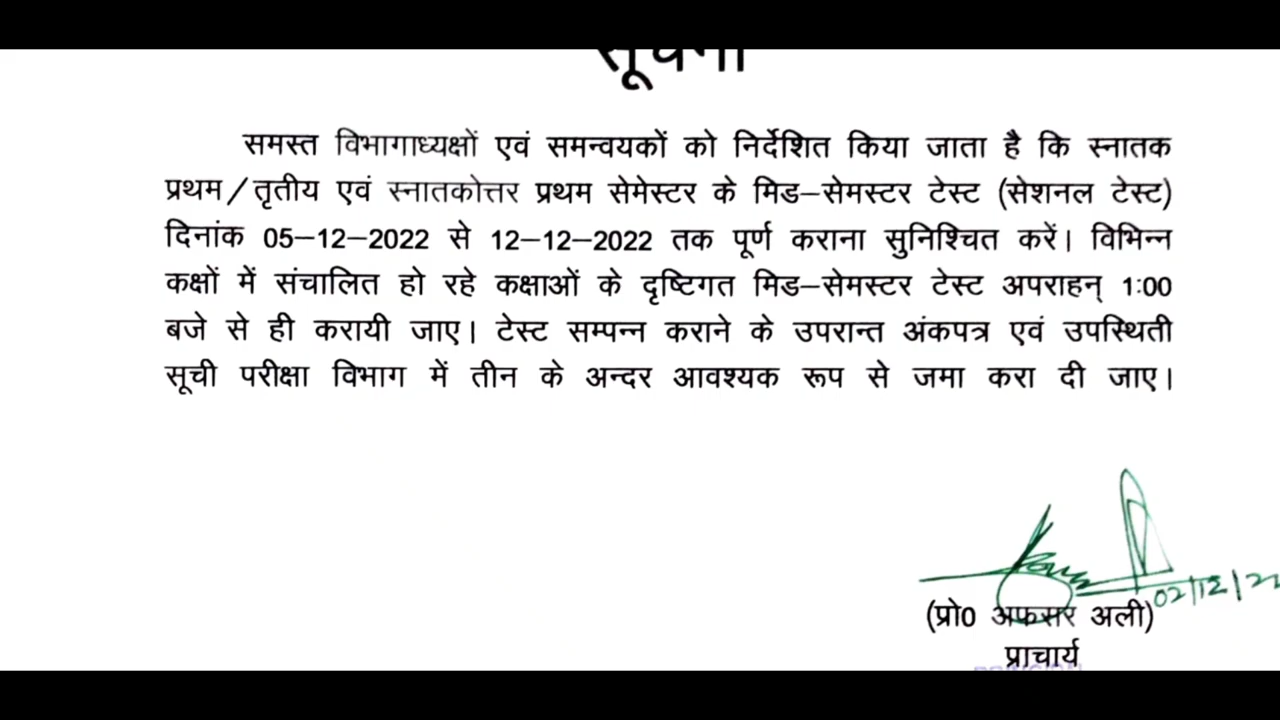 सूचना
समस्त विभागाध्यक्षों एवं समन्वयकों को निर्देशित किया जाता है कि स्नातक
प्रथम/तृतीय एवं स्नातकोत्तर प्रथम सेमेस्टर के मिड–सेमस्टर टेस्ट (सेशनल टेस्ट)
दिनांक 05–12–2022 से 12–12–2022 तक पूर्ण कराना सुनिश्चित करें। विभिन्न
कक्षों में संचालित हो रहे कक्षाओं के दृष्टिगत मिड–सेमस्टर टेस्ट अपराहन् 1:00
बजे से ही करायी जाए। टेस्ट सम्पन्न कराने के उपरान्त अंकपत्र एवं उपस्थिती
सूची परीक्षा विभाग में तीन के अन्दर आवश्यक रूप से जमा करा दी जाए।
02/12/22
(प्रो0 अफसर अली)
प्राचार्य